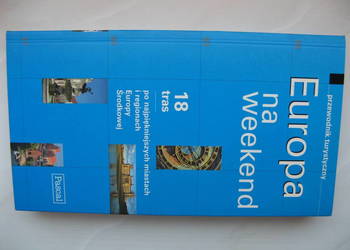 przewodnik turystyczny
Europa
na weekend
18
tras
po najpiękniejszych miastach
i regionach
Europy
Środkowej
Pascal